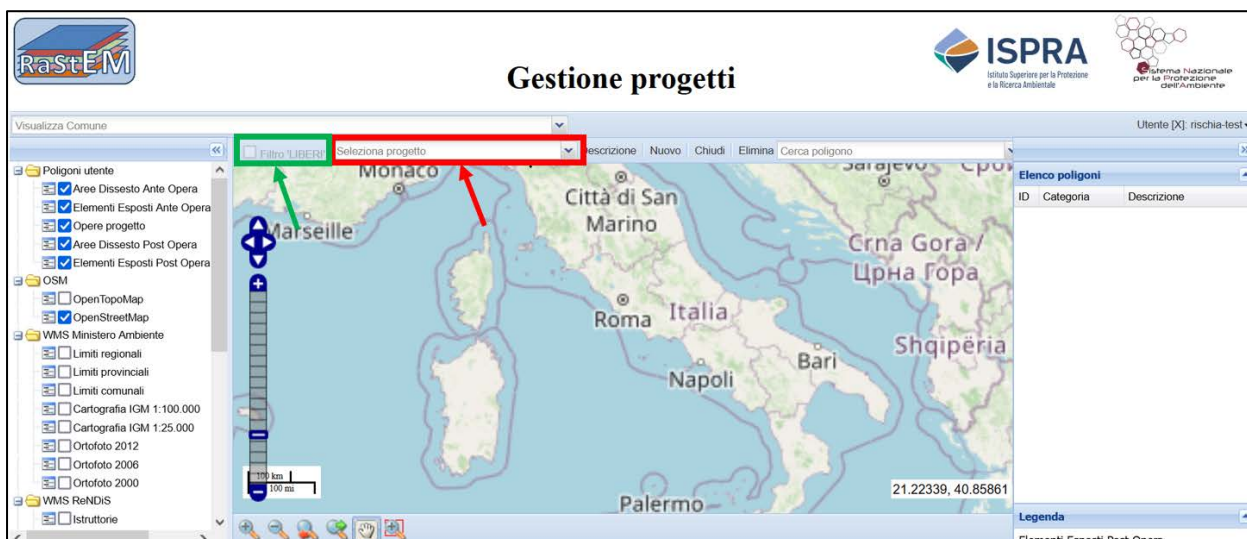 RaStEM
Gestione progetti
ISPRA
Istituto Superiore per la Protezione
e la Ricerca Ambientale
Sistema Nazionale
per la Protezione
dell'Ambiente
Visualizza Comune
Utente [X]: rischia-test
Filtro 'LIBERI'
Seleziona progetto
Descrizione Nuovo Chiudi Elimina Cerca poligono
Poligoni utente
Aree Dissesto Ante Opera
Elementi Esposti Ante Opera
Opere progetto
Aree Dissesto Post Opera
Elementi Esposti Post Opera
OSM
OpenTopoMap
OpenStreetMap
WMS Ministero Ambiente
Limiti regionali
Limiti provinciali
Limiti comunali
Cartografia IGM 1:100.000
Cartografia IGM 1:25.000
Ortofoto 2012
Ortofoto 2006
Ortofoto 2000
WMS ReNDiS
Istruttorie
Monaco
Marseille
Città di San
Marino
Sarajevo
Crna Gora /
Црна Гора
Roma
Italia
Shqipëria
Bari
Napoli
Palermo
100 km
100 mi
21.22339, 40.85861
Elenco poligoni
ID Categoria Descrizione
Legenda
Elementi Esposti Post Opera